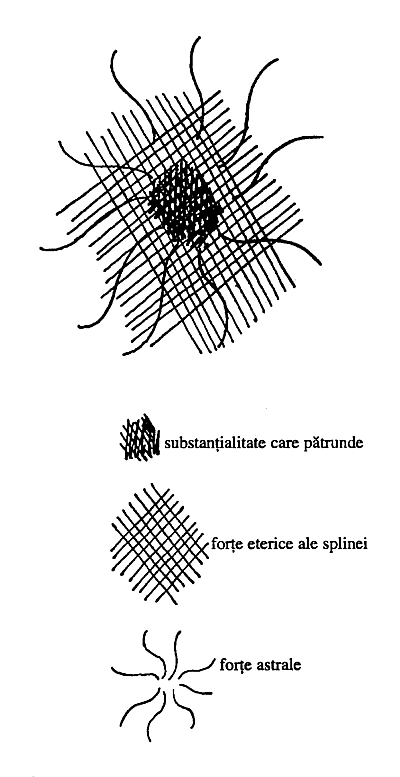 substanțialitate care pătrunde
forțe eterice ale splinei
forțe astrale